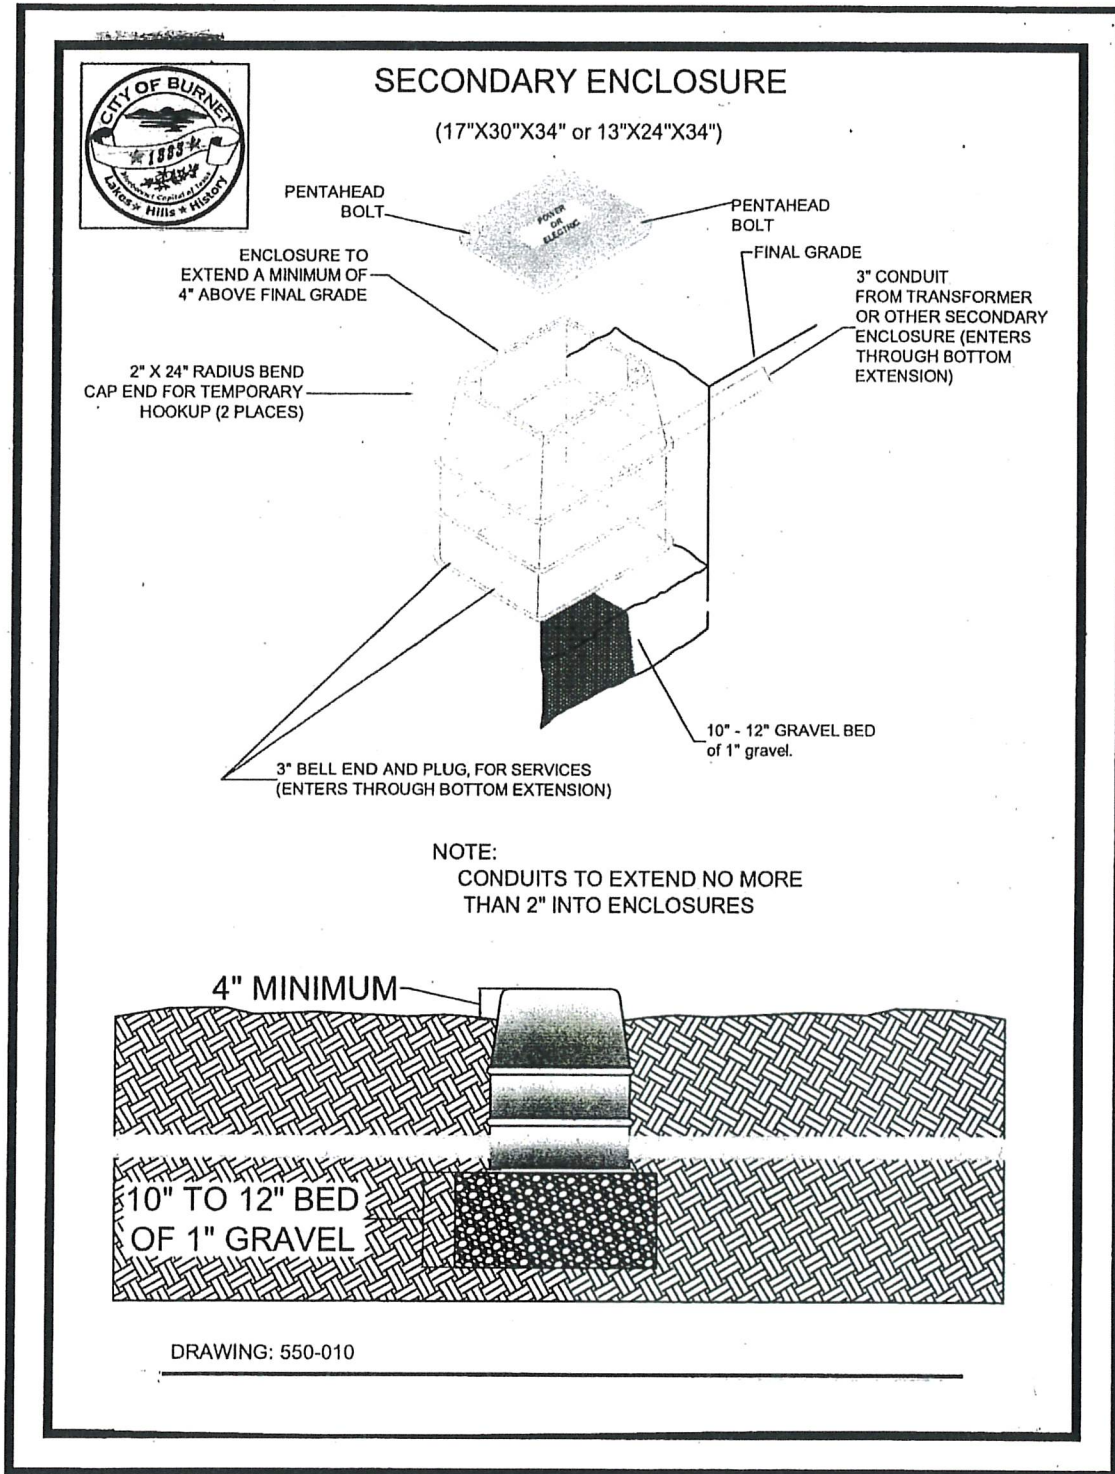 SECONDARY ENCLOSURE
(17"X30"X34" or 13"X24"X34")
CITY OF BURNET
★ 1883 ★
Bluebonnet Capital of Texas
Lakes ★ Hills ★ History
PENTAHEAD
BOLT
POWER
OR
ELECTRIC
PENTAHEAD
BOLT
ENCLOSURE TO
EXTEND A MINIMUM OF
4" ABOVE FINAL GRADE
FINAL GRADE
3" CONDUIT
FROM TRANSFORMER
OR OTHER SECONDARY
ENCLOSURE (ENTERS
THROUGH BOTTOM
EXTENSION)
2" X 24" RADIUS BEND
CAP END FOR TEMPORARY
HOOKUP (2 PLACES)
10" - 12" GRAVEL BED
of 1" gravel.
3" BELL END AND PLUG, FOR SERVICES
(ENTERS THROUGH BOTTOM EXTENSION)
NOTE:
CONDUITS TO EXTEND NO MORE
THAN 2" INTO ENCLOSURES
4" MINIMUM
10" TO 12" BED
OF 1" GRAVEL
DRAWING: 550-010